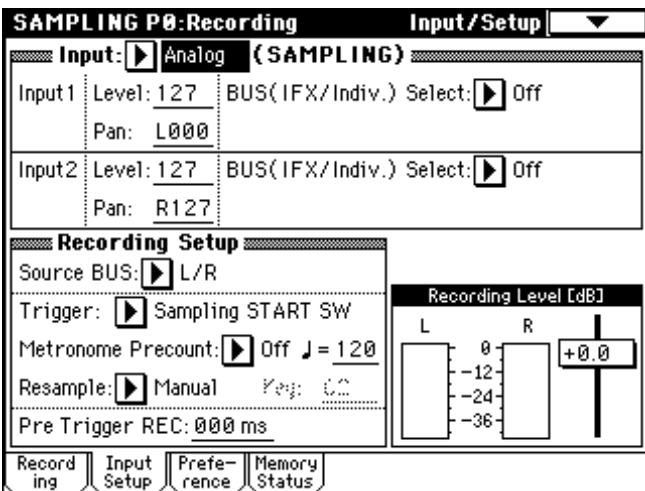 SAMPLING P0:Recording Input/Setup
Input: Analog (SAMPLING)
Input1 Level: 127 BUS(IFX/Indiv.) Select: Off
Pan: L000
Input2 Level: 127 BUS(IFX/Indiv.) Select: Off
Pan: R127
Recording Setup
Source BUS: L/R
Trigger: Sampling START SW
Metronome Precount: Off ♩=120
Resample: Manual Key:
Pre Trigger REC: 000 ms
Recording Level [dB]
L R
0
-12
-24
-36
+0.0
Record
ing
Input
Setup
Prefe-
rence
Memory
Status